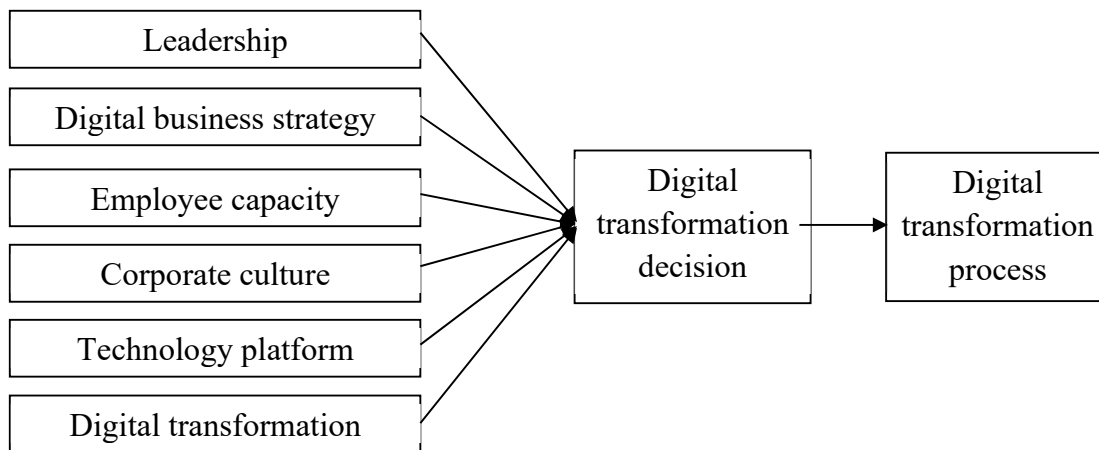 Leadership
Digital business strategy
Employee capacity
Corporate culture
Technology platform
Digital transformation
Digital
transformation
decision
Digital
transformation
process